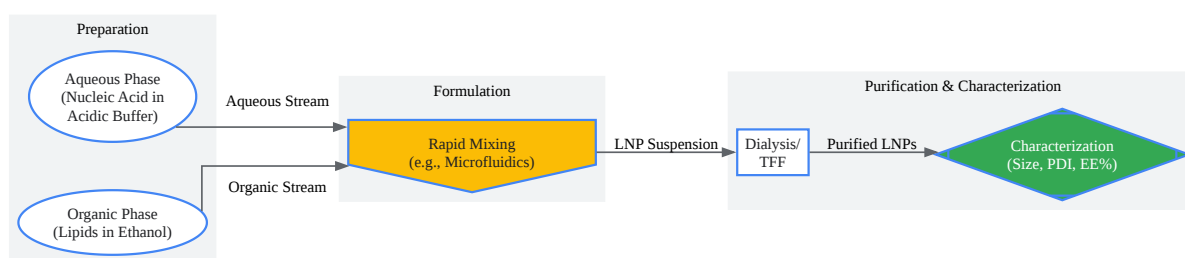 Preparation
Aqueous Phase
(Nucleic Acid in
Acidic Buffer)
Organic Phase
(Lipids in Ethanol)
Aqueous Stream
Organic Stream
Formulation
Rapid Mixing
(e.g., Microfluidics)
LNP Suspension
Purification & Characterization
Dialysis/
TFF
Purified LNPs
Characterization
(Size, PDI, EE%)